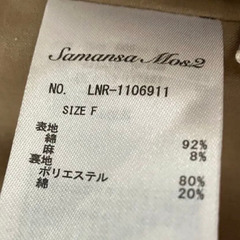 Samansa Mos2
NO. LNR-1106911
SIZE F
表地
綿 92%
麻 8%
裏地
ポリエステル 80%
綿 20%